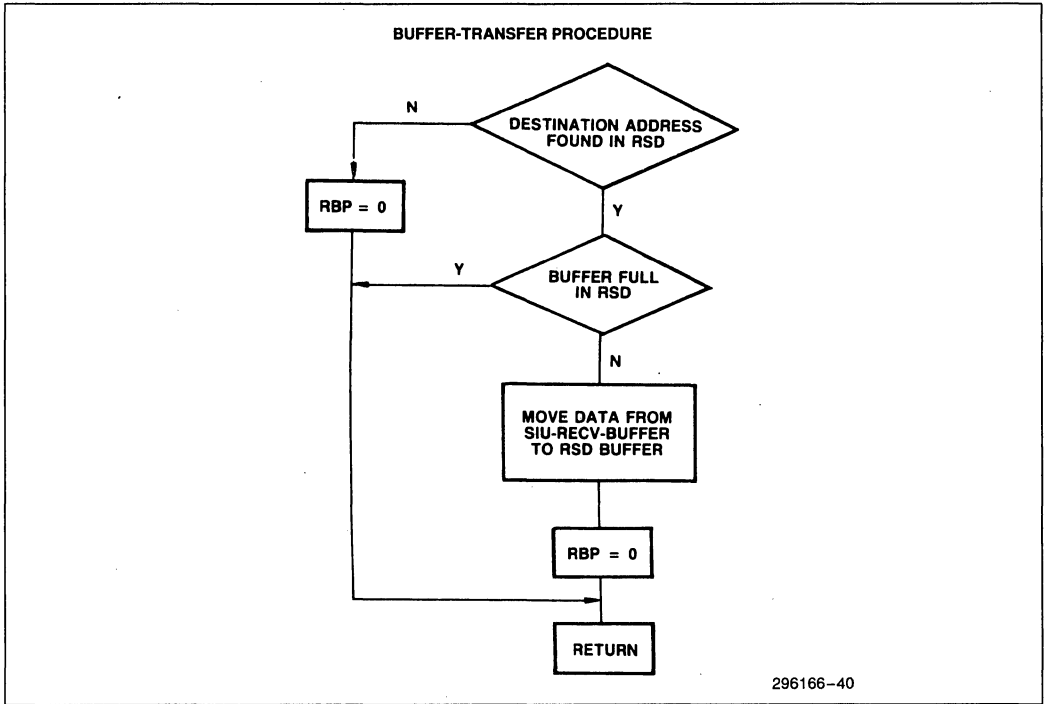 BUFFER-TRANSFER PROCEDURE
N
DESTINATION ADDRESS
FOUND IN RSD
RBP = 0
Y
Y
BUFFER FULL
IN RSD
N
MOVE DATA FROM
SIU-RECV-BUFFER
TO RSD BUFFER
RBP = 0
RETURN
296166-40